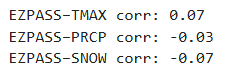 EZPASS-TMAX corr: 0.07
EZPASS-PRCP corr: -0.03
EZPASS-SNOW corr: -0.07